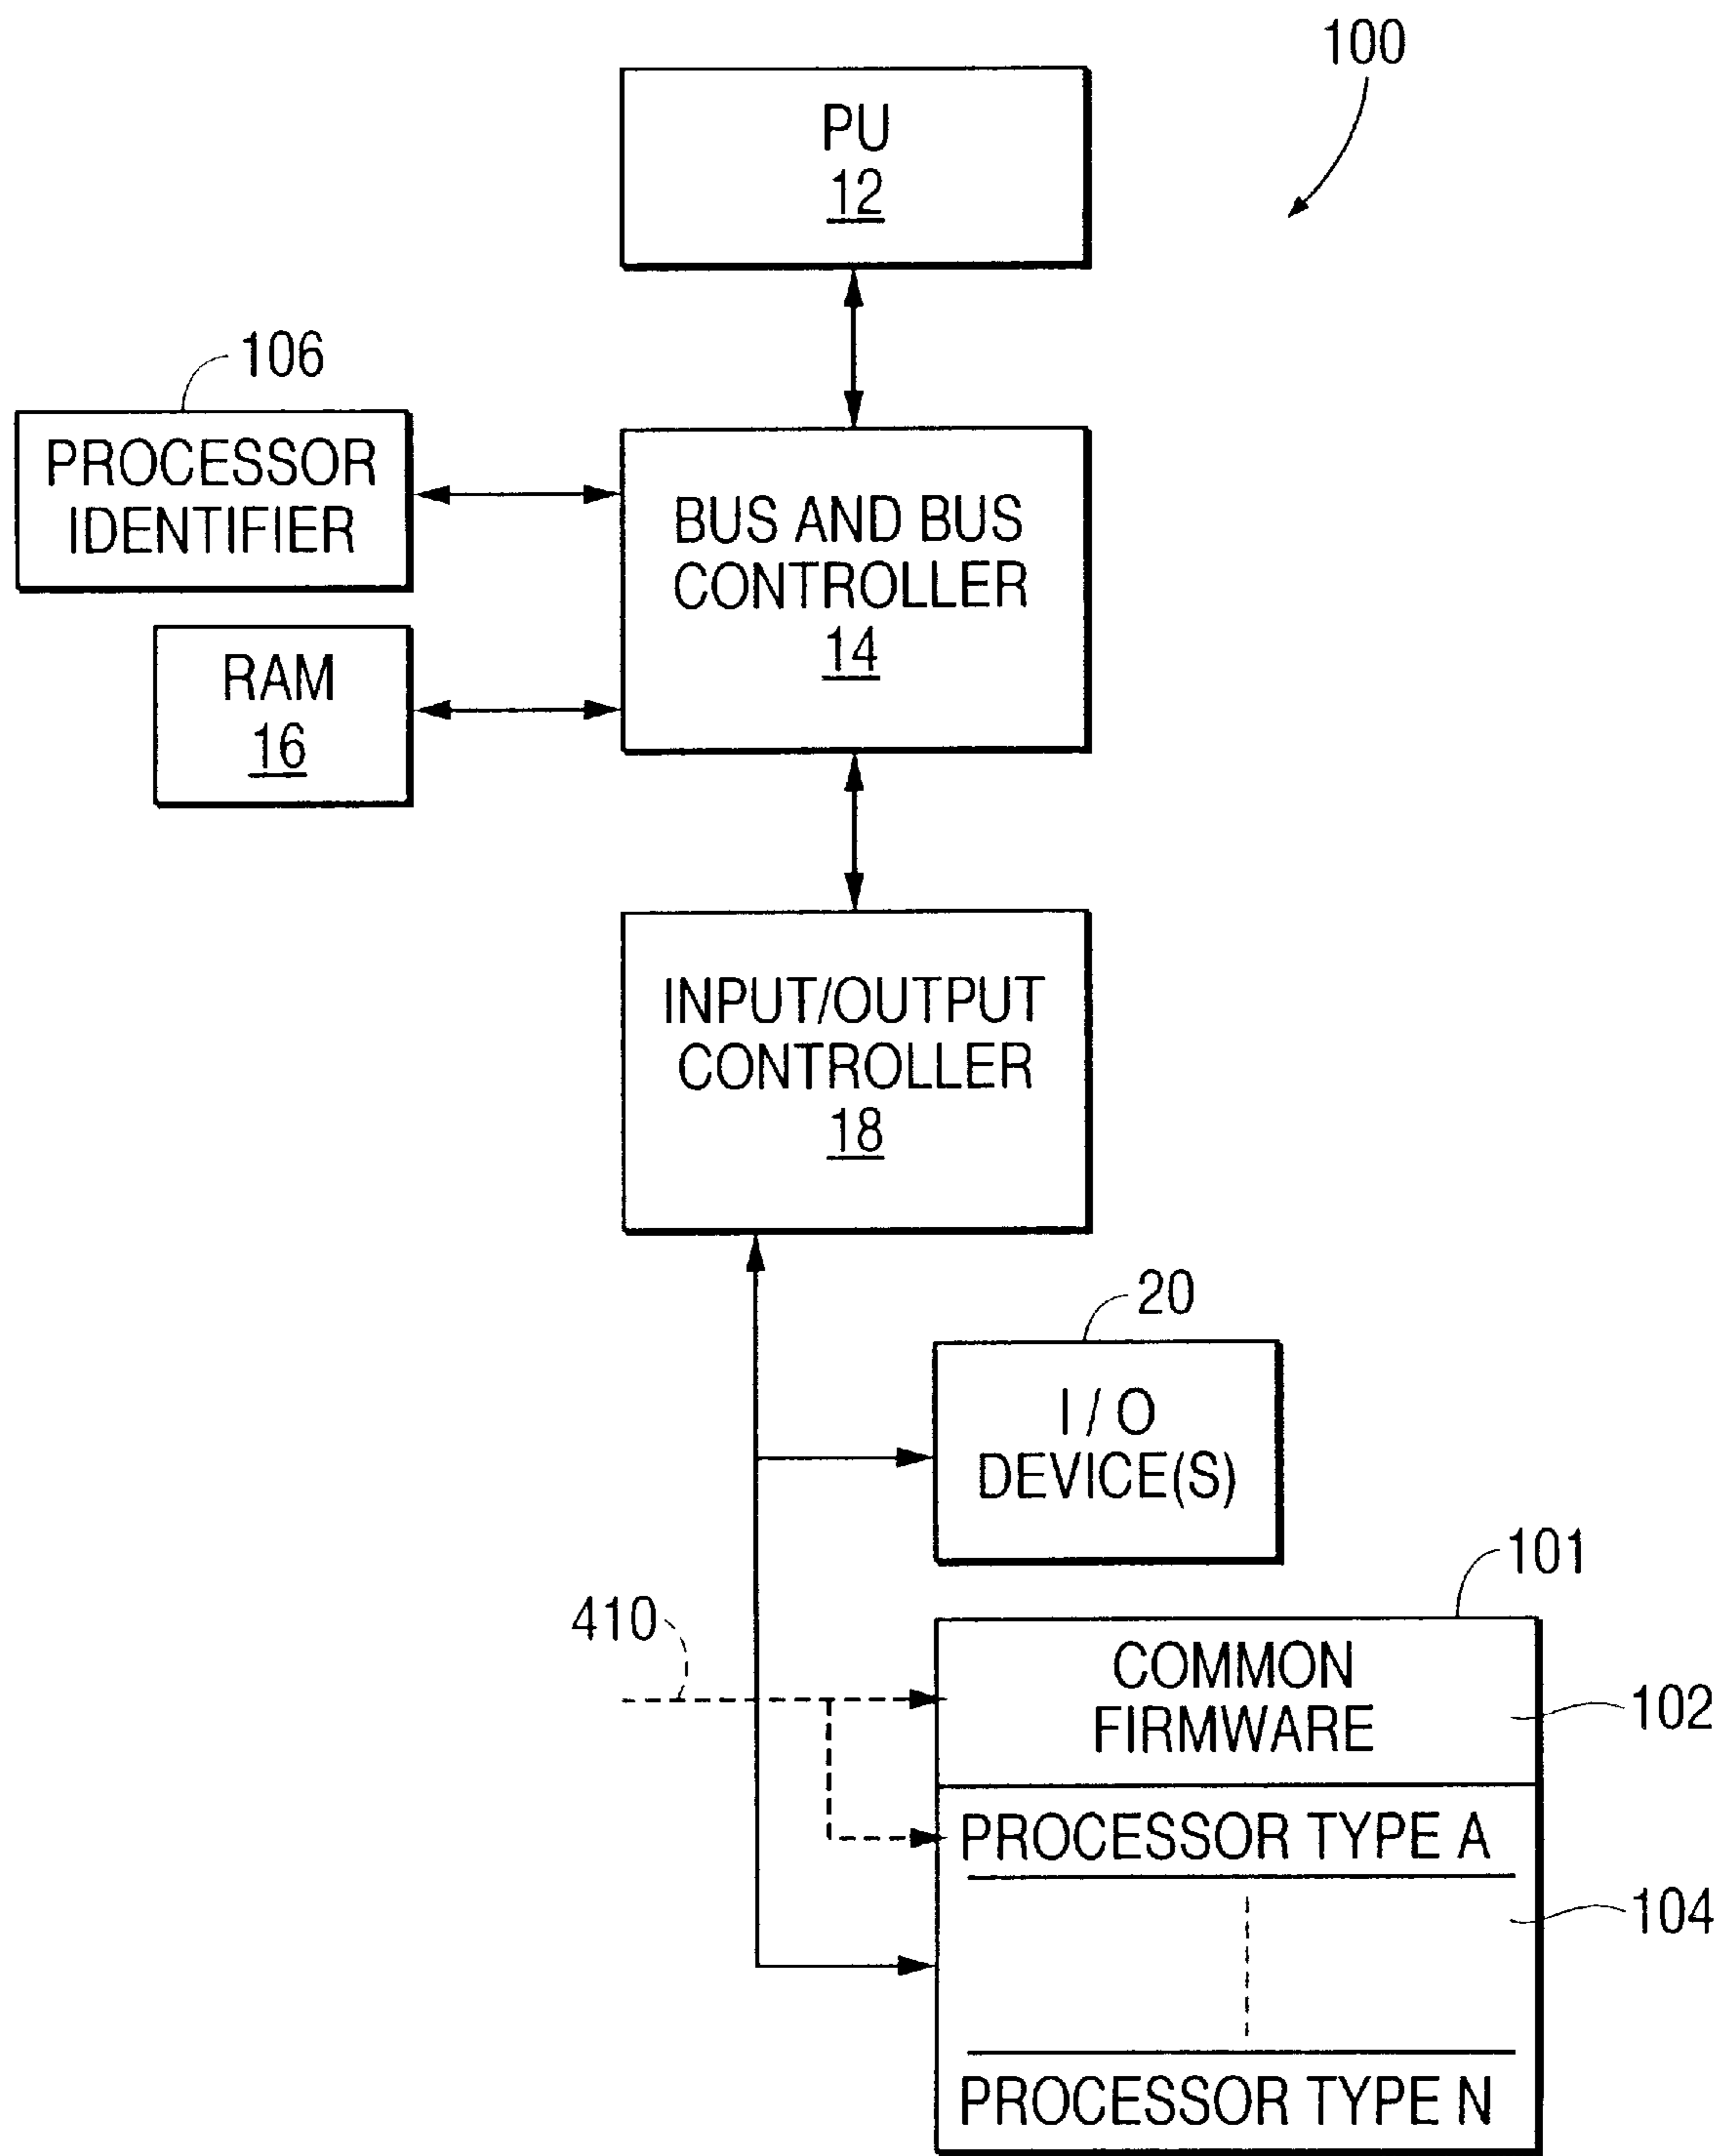 100
PU
12
106
PROCESSOR
IDENTIFIER
BUS AND BUS
CONTROLLER
14
RAM
16
INPUT/OUTPUT
CONTROLLER
18
20
I / O
DEVICE(S)
101
410
COMMON
FIRMWARE
102
PROCESSOR TYPE A
104
PROCESSOR TYPE N